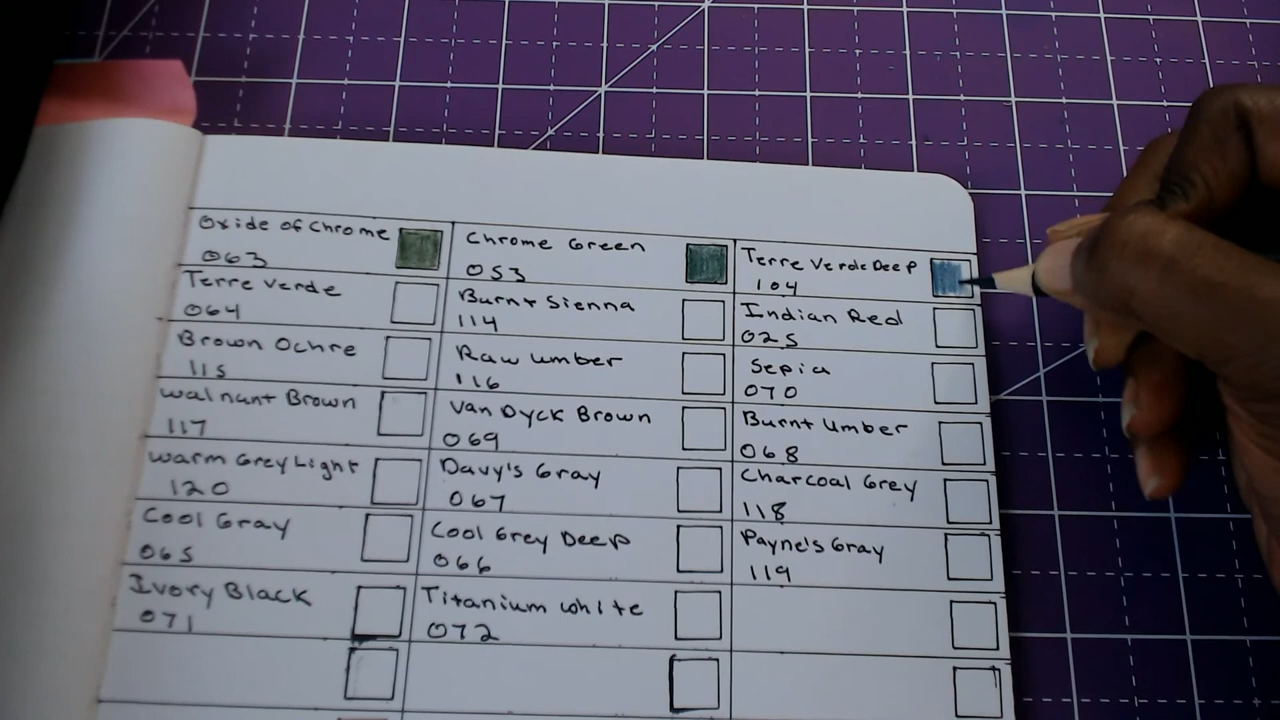 Oxide of Chrome
063
Chrome Green
053
Terre Verde Deep
104
Terre Verde
064
Burnt Sienna
114
Indian Red
025
Brown Ochre
115
Raw umber
116
Sepia
070
Walnunt Brown
117
Van Dyck Brown
069
Burnt Umber
068
Warm Grey Light
120
Davy's Gray
067
Charcoal Grey
118
Cool Gray
065
Cool Grey Deep
066
Payne's Gray
119
Ivory Black
071
Titanium white
072